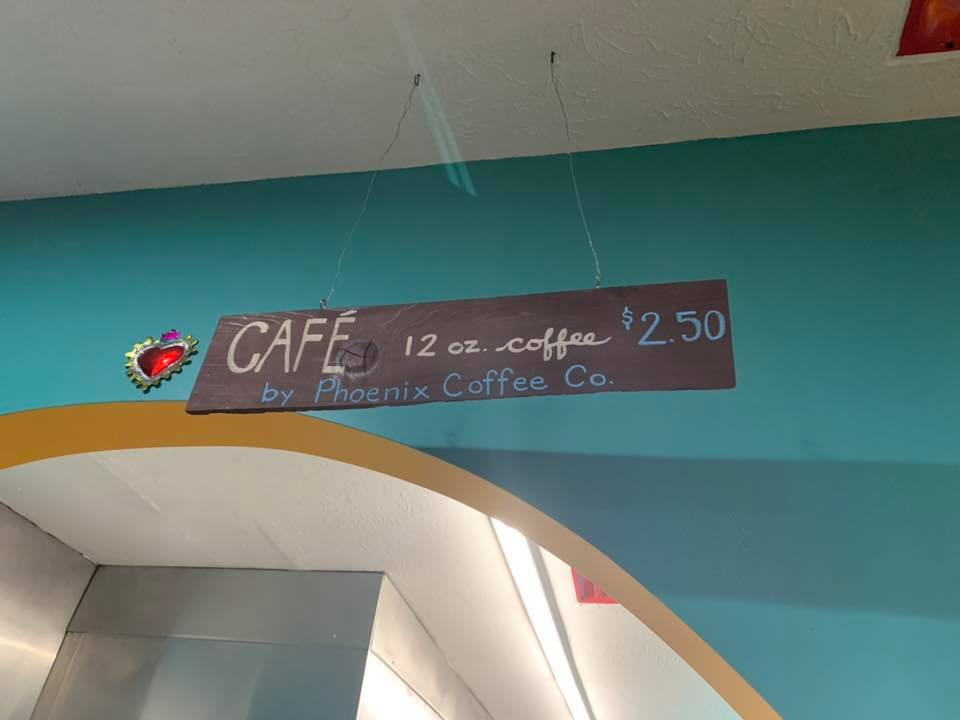 CAFÉ 12 oz. coffee $2.50
by Phoenix Coffee Co.